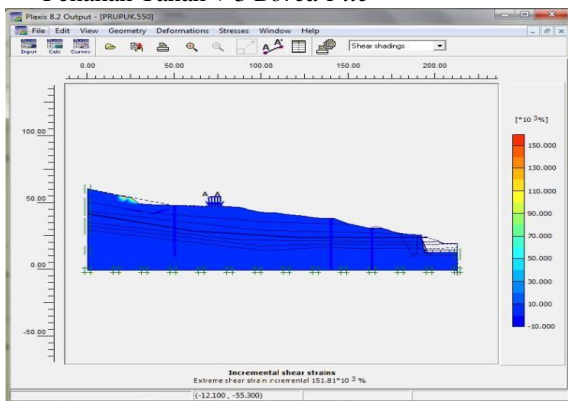 Penahan Tanah + 3 Bored Pile
Plaxis 8.2 Output - [PRUPUK.550]
File Edit View Geometry Deformations Stresses Window Help
Input Calc Curves Shear shadings
0.00 50.00 100.00 150.00 200.00
100.00
50.00
0.00
-50.00
A A
[*10 3%]
150.000
130.000
110.000
90.000
70.000
50.000
30.000
10.000
-10.000
Incremental shear strains
Extreme shear strain incremental 151.81*10 3 %
(-12.100 , -55.300)